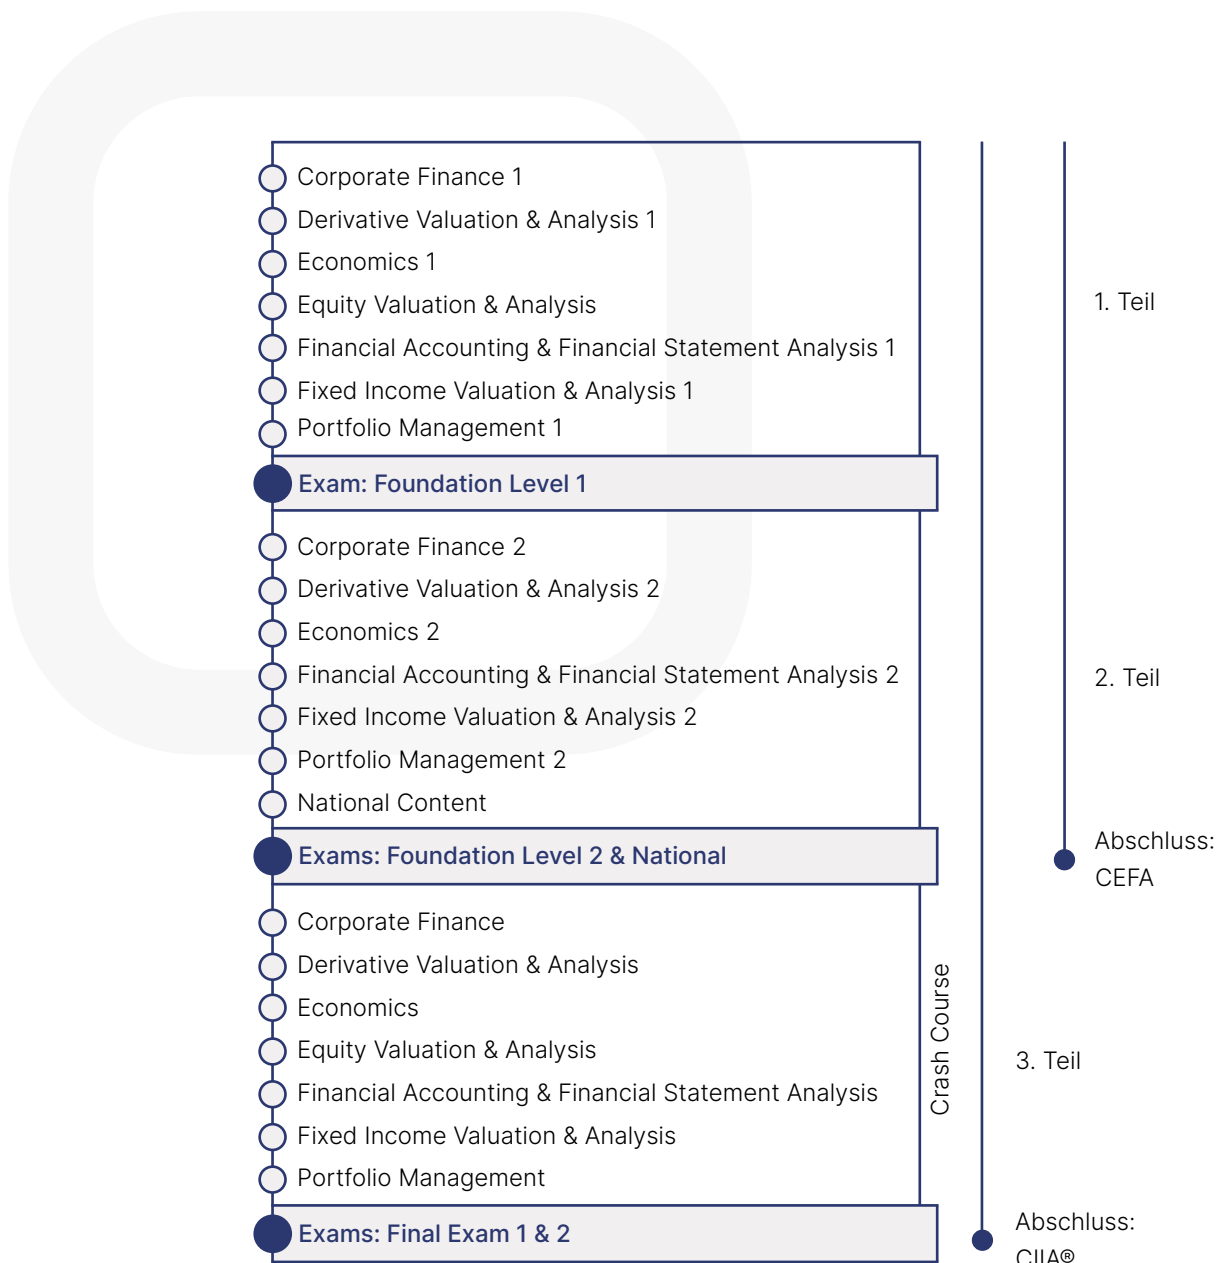 Corporate Finance 1
Derivative Valuation & Analysis 1
Economics 1
Equity Valuation & Analysis
Financial Accounting & Financial Statement Analysis 1
Fixed Income Valuation & Analysis 1
Portfolio Management 1
Exam: Foundation Level 1
1. Teil
Corporate Finance 2
Derivative Valuation & Analysis 2
Economics 2
Financial Accounting & Financial Statement Analysis 2
Fixed Income Valuation & Analysis 2
Portfolio Management 2
National Content
Exams: Foundation Level 2 & National
2. Teil
Abschluss:
CEFA
Corporate Finance
Derivative Valuation & Analysis
Economics
Equity Valuation & Analysis
Financial Accounting & Financial Statement Analysis
Fixed Income Valuation & Analysis
Portfolio Management
Exams: Final Exam 1 & 2
Crash Course
3. Teil
Abschluss:
CIIA®